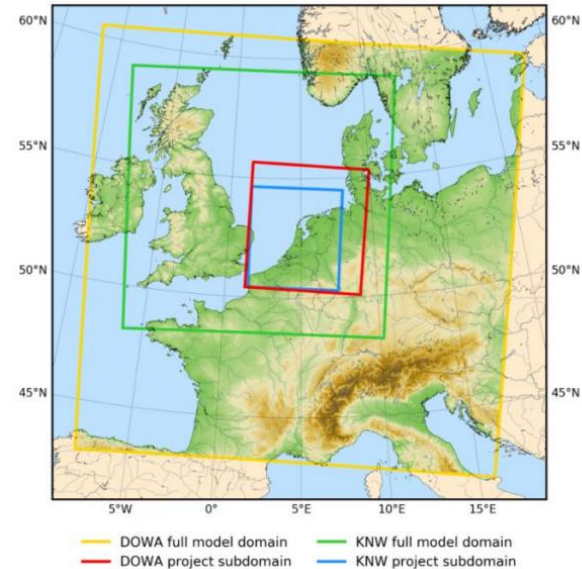 60°N
60°N
55°N
55°N
50°N
50°N
45°N
45°N
5°W
0°
5°E
10°E
15°E
DOWA full model domain
KNW full model domain
DOWA project subdomain
KNW project subdomain